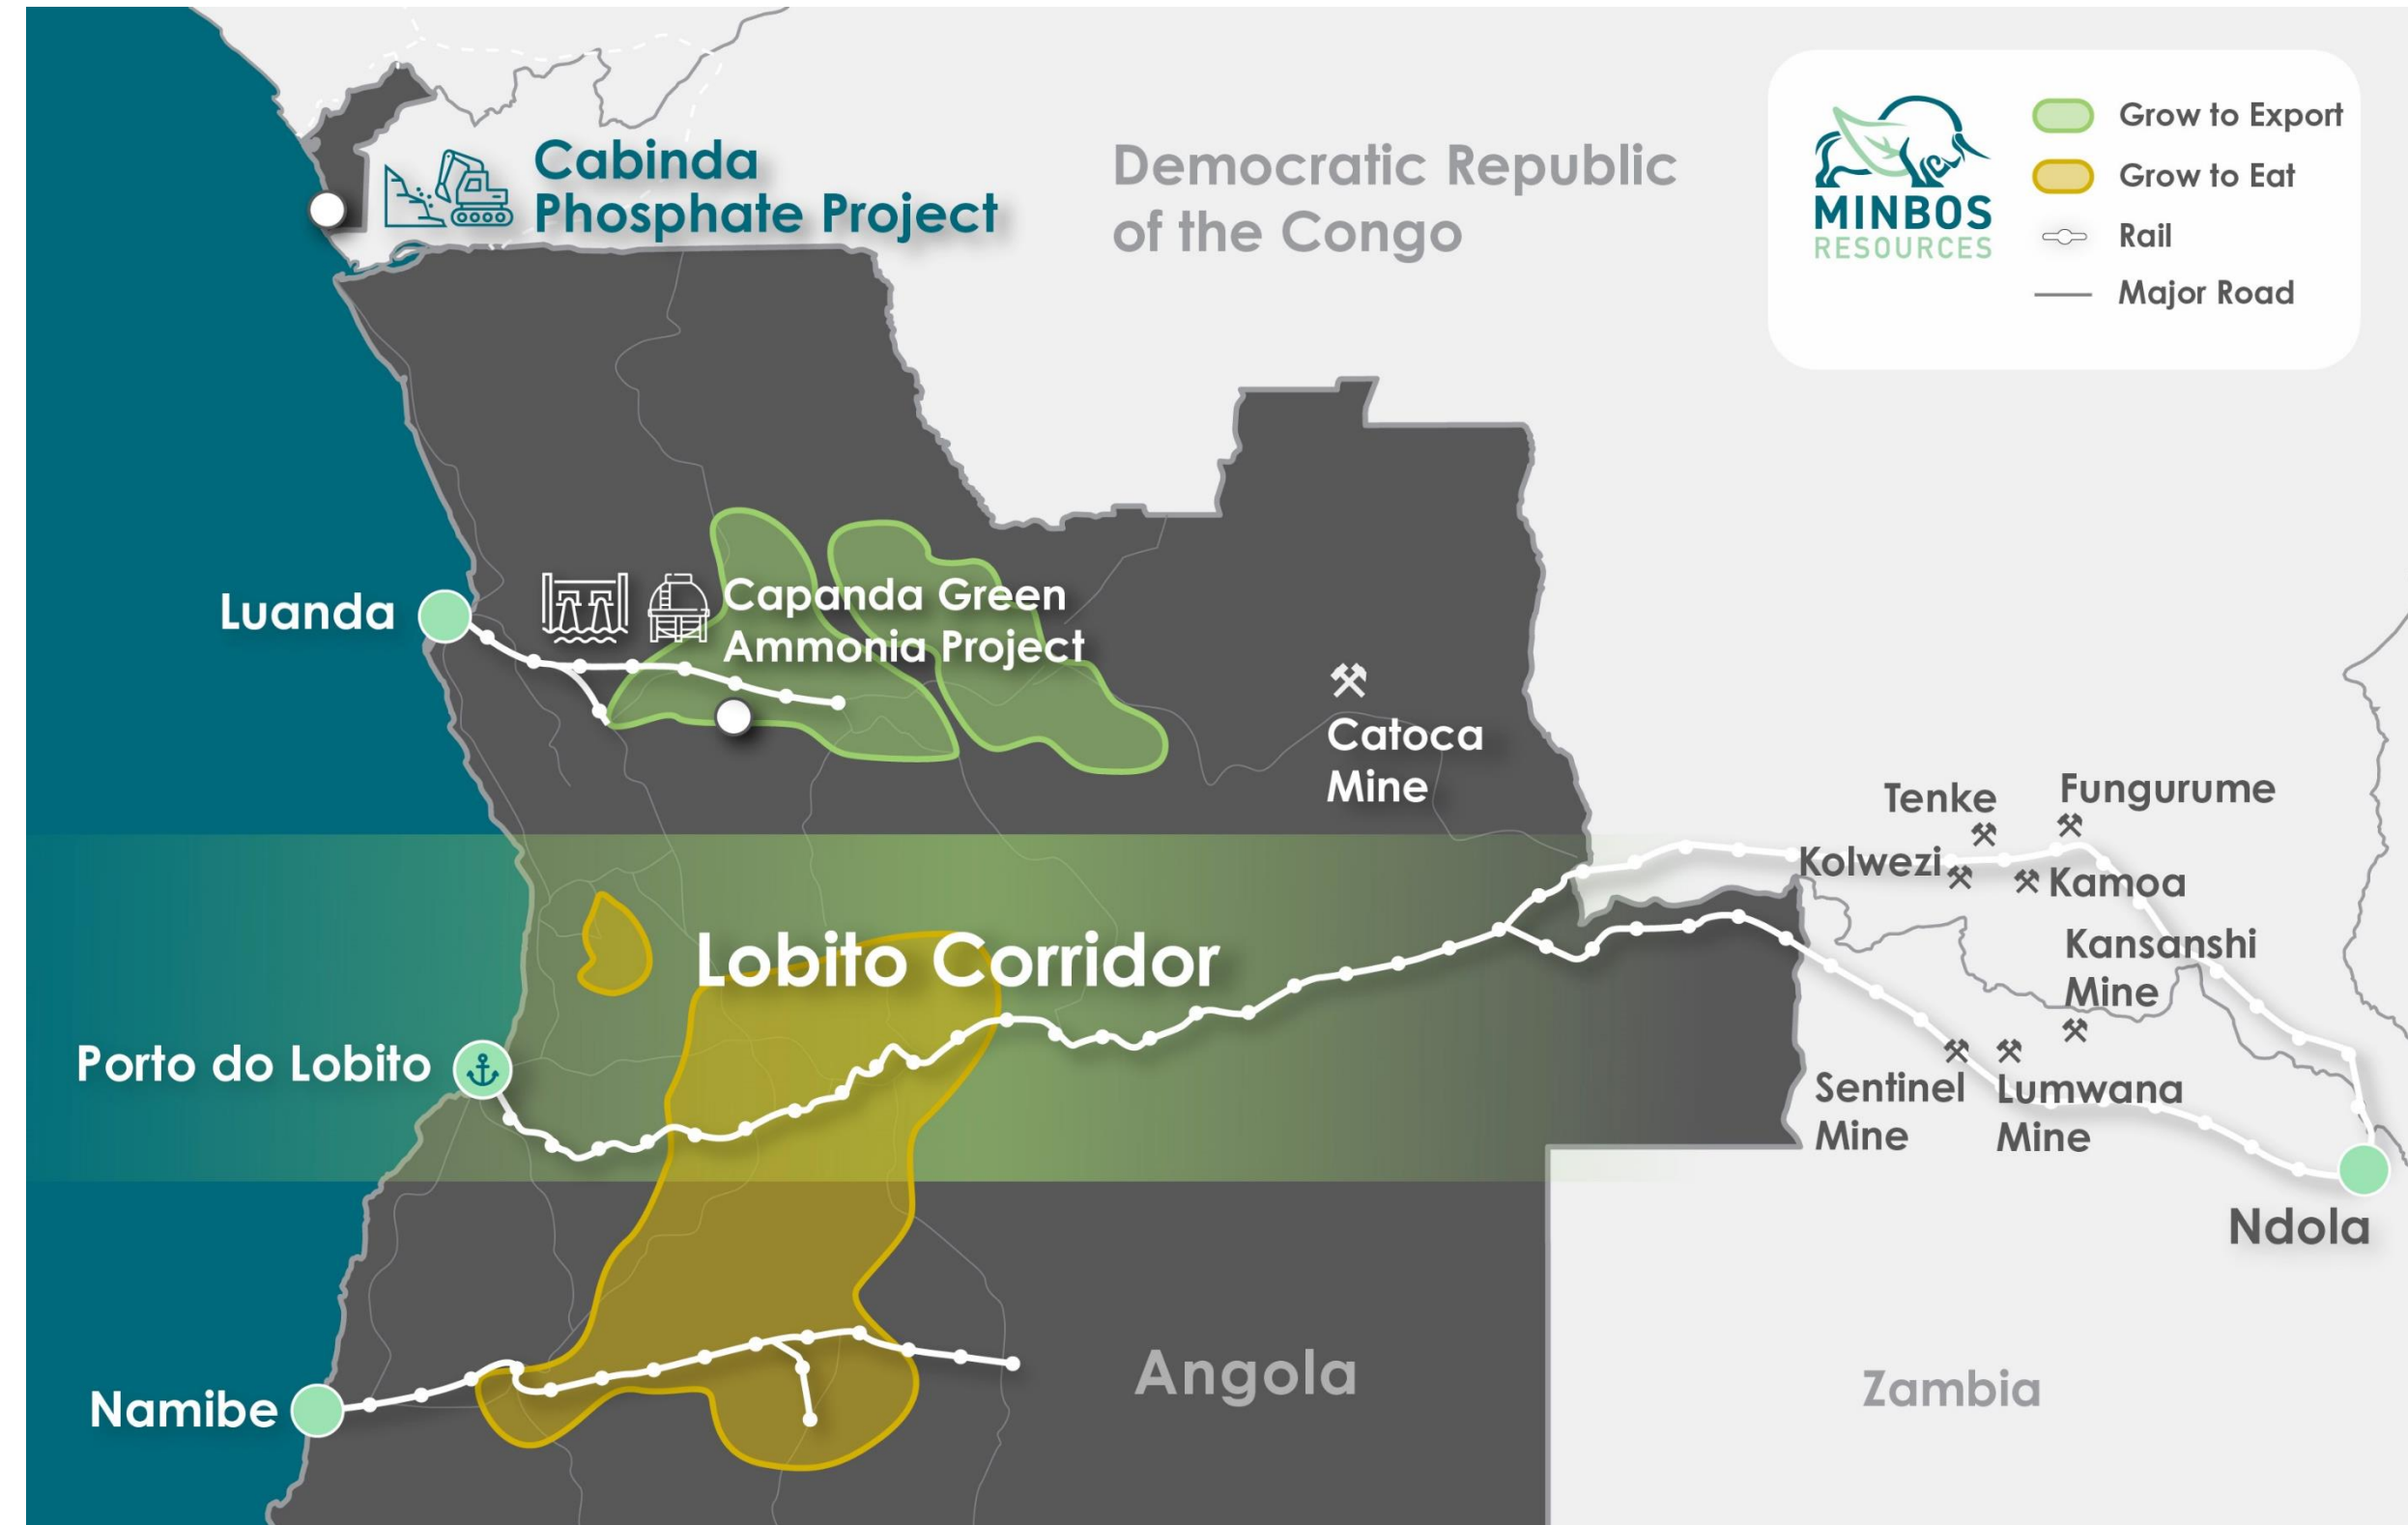 Cabinda
Phosphate Project
Democratic Republic
of the Congo
MINBOS
RESOURCES
Grow to Export
Grow to Eat
Rail
Major Road
Luanda
Capanda Green
Ammonia Project
Catoca
Mine
Tenke
Fungurume
Kolwezi
Kamoa
Lobito Corridor
Kansanshi
Mine
Porto do Lobito
Sentinel
Mine
Lumwana
Mine
Ndola
Namibe
Angola
Zambia